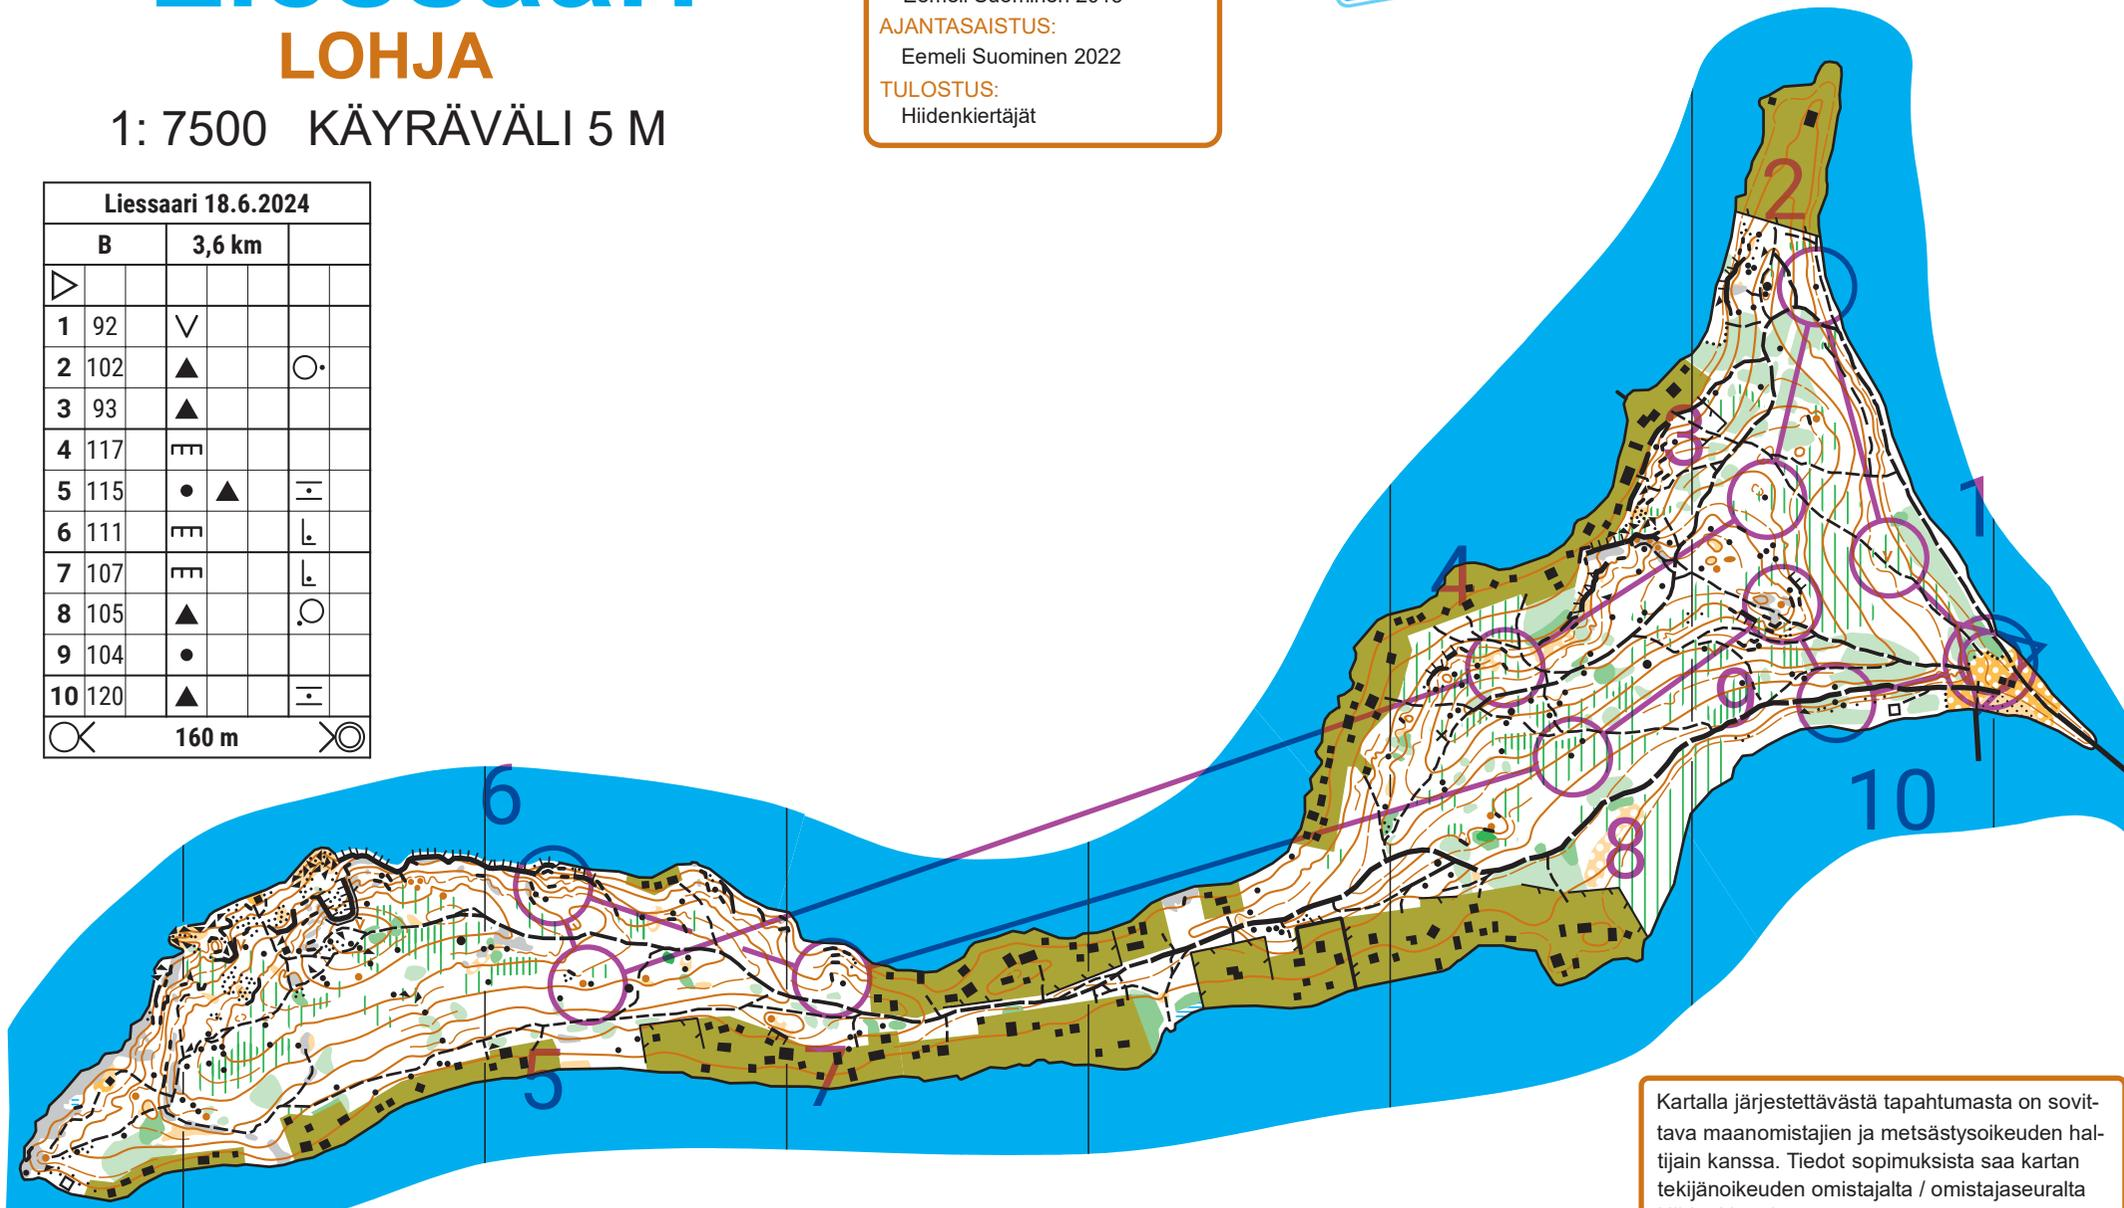 LOHJA
1: 7500 KÄYRÄVÄLI 5 M
AJANTASAISTUS:
Eemeli Suominen 2022
TULOSTUS:
Hiidenkiertäjät
Liessaari 18.6.2024
B 3,6 km
1 92
2 102
3 93
4 117
5 115
6 111
7 107
8 105
9 104
10 120
160 m
2
3
1
4
9
10
8
6
5
7
Kartalla järjestettävästä tapahtumasta on sovit-
tava maanomistajien ja metsästysoikeuden hal-
tijain kanssa. Tiedot sopimuksista saa kartan
tekijänoikeuden omistajalta / omistajaseuralta